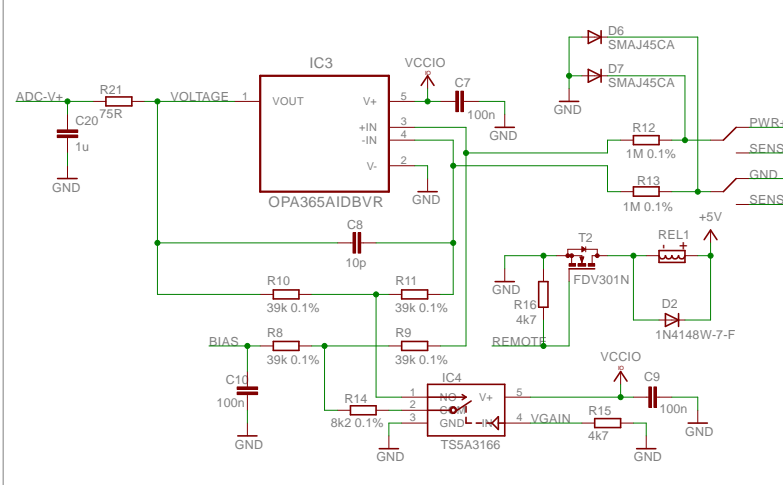 D6
SMAJ45CA
IC3
VCCIO
D7
SMAJ45CA
C7
100n
GND
GND
ADC-V+
R21
75R
VOLTAGE
1
VOUT
V+
5
+IN
3
-IN
4
V-
2
GND
OPA365AIDBVR
C20
1u
GND
R12
1M 0.1%
PWR+
SENS
R13
1M 0.1%
GND
SENS
C8
10p
+5V
T2
REL1
- +
FDV301N
GND
R16
4k7
D2
1N4148W-7-F
REMOTE
R10
39k 0.1%
R11
39k 0.1%
BIAS
R8
39k 0.1%
R9
39k 0.1%
C10
100n
GND
R14
8k2 0.1%
IC4
1
NO
V+
5
2
COM
3
GND
IN
4
VGAIN
TS5A3166
GND
VCCIO
C9
100n
GND
R15
4k7
GND